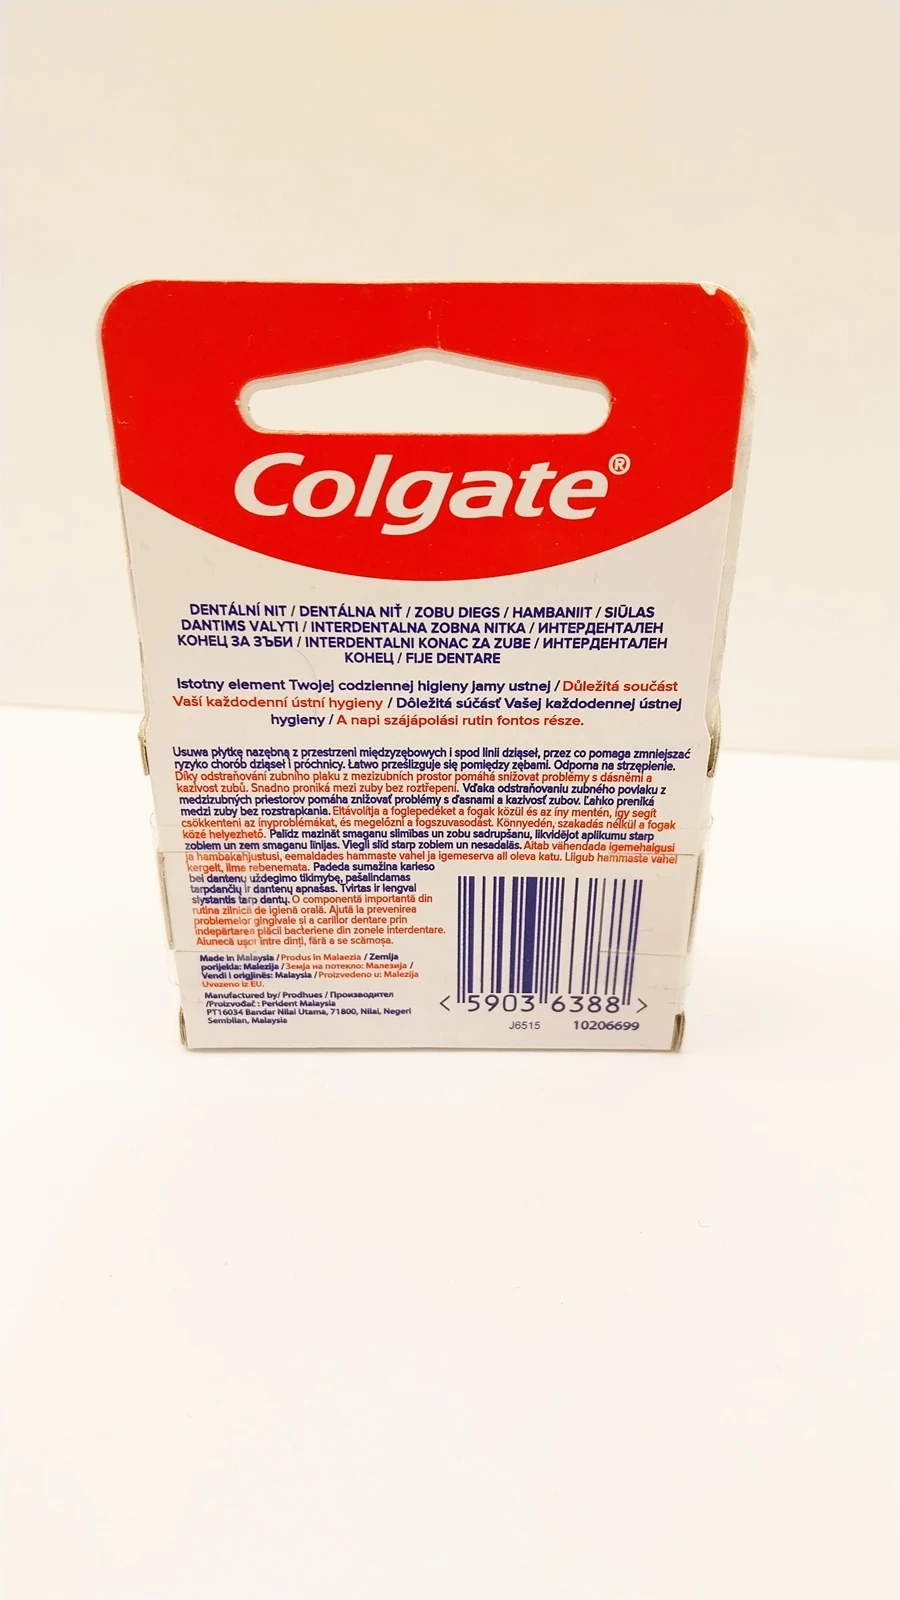 Colgate®
DENTÁLNÍ NIT / DENTÁLNA NIŤ / ZOBU DIEGS / HAMBANIIT / SIŪLAS
DANTIMS VALYTI / INTERDENTALNA ZOBNA NITKA / ИНТЕРДЕНТАЛЕН
КОНЕЦ ЗА ЗЪБИ / INTERDENTALNI KONAC ZA ZUBE / ИНТЕРДЕНТАЛЕН
КОНЕЦ / FIJE DENTARE
Istotny element Twojej codziennej higieny jamy ustnej / Důležitá součást
Vaší každodenní ústní hygieny / Dôležitá súčásť Vašej každodennej ústnej
hygieny / A napi szájápolási rutin fontos része.
Usuwa płytkę nazębną z przestrzeni międzyzębowych i spod linii dziąseł, przez co pomaga zmniejszać
ryzyko chorób dziąseł i próchnicy. Łatwo prześlizguje się pomiędzy zębami. Odporna na strzępienie.
Díky odstraňování zubního plaku z mezizubních prostor pomáhá snižovat problémy s dásněmi a
kazivost zubů. Snadno proniká mezi zuby bez roztřepení. Vďaka odstraňovaniu zubného povlaku z
medzizubných priestorov pomáha znižovať problémy s ďasnami a kazivosť zubov. Ľahko preniká
medzi zuby bez rozstrapkania. Eltávolítja a foglepedéket a fogak közül és az íny mentén, így segít
csökkenteni az ínyproblémákat, és megelőzni a fogszuvasodást. Könnyedén, szakadás nélkül a fogak
közé helyezhető. Palīdz mazināt smaganu slimības un zobu sadrupšanu, likvidējot aplikumu starp
zobiem un zem smaganu līnijas. Viegli slīd starp zobiem un nesadalās. Aitab vähendada igemehaigusi
ja hambakahjustusi, eemaldades hammaste vahel ja igemeserva all oleva katu. Liigub hammaste vahel
kergelt, ilma rebenemata. Padeda sumažina karieso
bei dantenų uždegimo tikimybę, pašalindamas
tarpdančių ir dantenų apnašas. Tvirtas ir lengvai
slystantis tarp dantų. O componentă importantă din
rutina zilnică de igienă orală. Ajută la prevenirea
problemelor gingivale și a cariilor dentare prin
îndepărtarea plăcii bacteriene din zonele interdentare.
Alunecă ușor între dinți, fără a se scămoșa.
Made in Malaysia / Produs în Malaezia / Zemlja
porijekla: Malezija / Земја на потекло: Малезија /
Vendi i origjinës: Malaysia / Proizvedeno u: Malezija
Uvezeno iz EU.
Manufactured by/ Prodhues / Производител
/Proizvođač : Perident Malaysia
PT16034 Bandar Nilai Utama, 71800, Nilai, Negeri
Sembilan, Malaysia
< 5903 6388 >
J6515 10206699